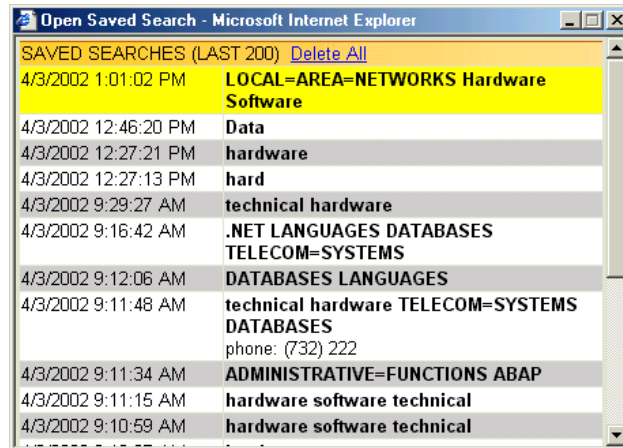 Open Saved Search - Microsoft Internet Explorer
SAVED SEARCHES (LAST 200) Delete All
4/3/2002 1:01:02 PM LOCAL=AREA=NETWORKS Hardware
Software
4/3/2002 12:46:20 PM Data
4/3/2002 12:27:21 PM hardware
4/3/2002 12:27:13 PM hard
4/3/2002 9:29:27 AM technical hardware
4/3/2002 9:16:42 AM .NET LANGUAGES DATABASES
TELECOM=SYSTEMS
4/3/2002 9:12:06 AM DATABASES LANGUAGES
4/3/2002 9:11:48 AM technical hardware TELECOM=SYSTEMS
DATABASES
phone: (732) 222
4/3/2002 9:11:34 AM ADMINISTRATIVE=FUNCTIONS ABAP
4/3/2002 9:11:15 AM hardware software technical
4/3/2002 9:10:59 AM hardware software technical